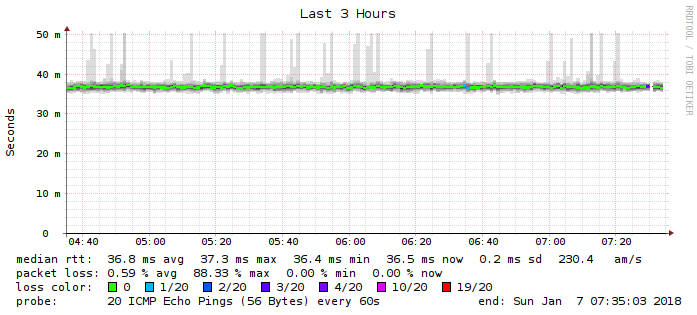 Last 3 Hours
RRDTOOL / TOBI OETIKER
Seconds
50 m
40 m
30 m
20 m
10 m
0
04:40 05:00 05:20 05:40 06:00 06:20 06:40 07:00 07:20
median rtt: 36.8 ms avg 37.3 ms max 36.4 ms min 36.5 ms now 0.2 ms sd 230.4 am/s
packet loss: 0.59 % avg 88.33 % max 0.00 % min 0.00 % now
loss color: 0 1/20 2/20 3/20 4/20 10/20 19/20
probe: 20 ICMP Echo Pings (56 Bytes) every 60s end: Sun Jan 7 07:35:03 2018